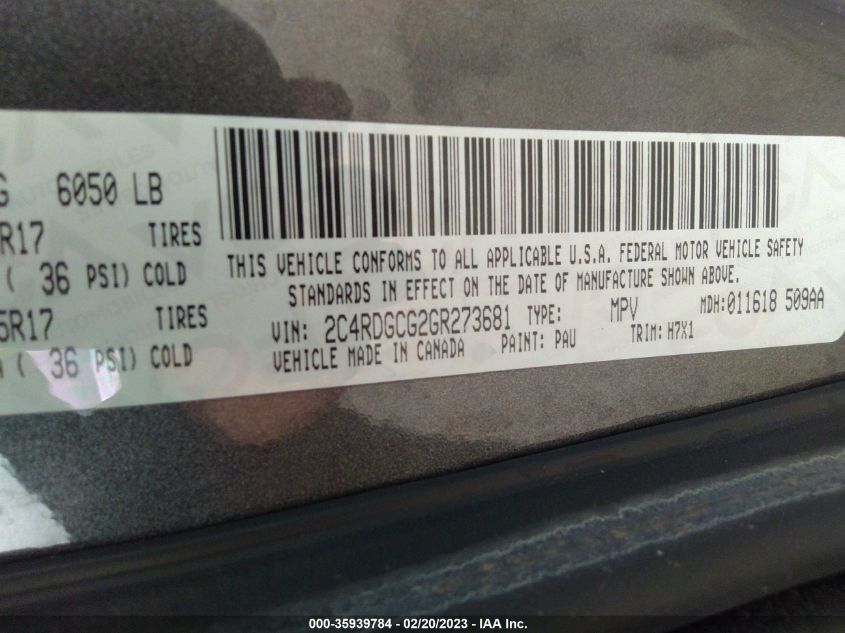 G 6050 LB
R17 TIRES
( 36 PSI) COLD
5R17 TIRES
( 36 PSI) COLD
THIS VEHICLE CONFORMS TO ALL APPLICABLE U.S.A. FEDERAL MOTOR VEHICLE SAFETY
STANDARDS IN EFFECT ON THE DATE OF MANUFACTURE SHOWN ABOVE.
VIN: 2C4RDGCG2GR273681 TYPE: MPV MDH:011618 509AA
VEHICLE MADE IN CANADA PAINT: PAU TRIM: H7X1
000-35939784 - 02/20/2023 - IAA Inc.